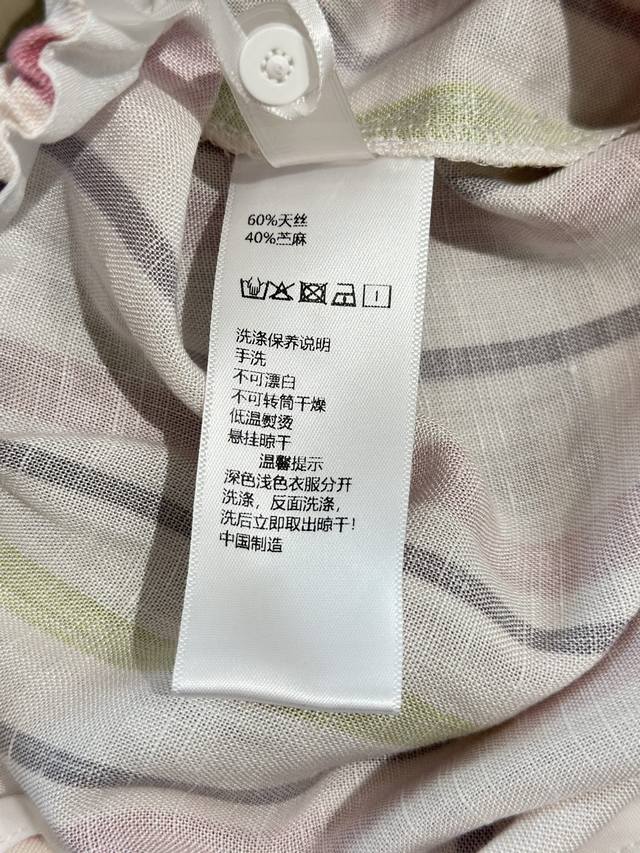 60%天丝
40%苎麻
洗涤保养说明
手洗
不可漂白
不可转筒干燥
低温熨烫
悬挂晾干
温馨提示
深色浅色衣服分开
洗涤，反面洗涤，
洗后立即取出晾干！
中国制造